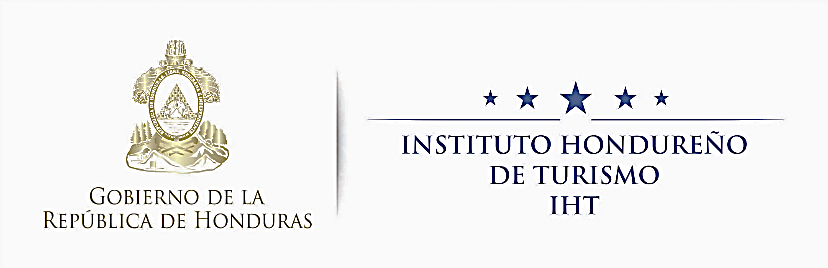 GOBIERNO DE LA
REPÚBLICA DE HONDURAS
INSTITUTO HONDUREÑO
DE TURISMO
IHT